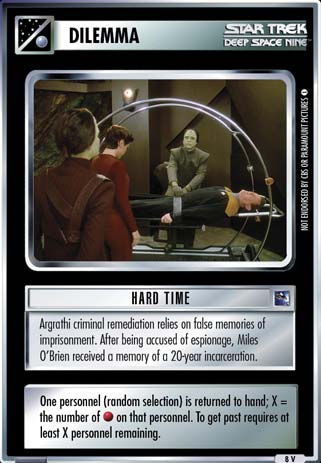 DILEMMA
STAR TREK
DEEP SPACE NINE
NOT ENDORSED BY CBS OR PARAMOUNT PICTURES
HARD TIME
Argrathi criminal remediation relies on false memories of
imprisonment. After being accused of espionage, Miles
O'Brien received a memory of a 20-year incarceration.
One personnel (random selection) is returned to hand; X =
the number of on that personnel. To get past requires at
least X personnel remaining.
8 V